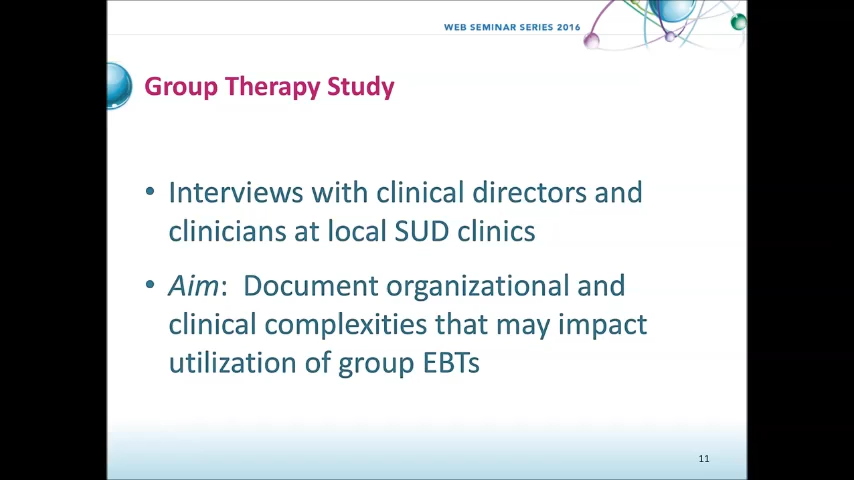 WEB SEMINAR SERIES 2016
Group Therapy Study
• Interviews with clinical directors and
clinicians at local SUD clinics
• Aim: Document organizational and
clinical complexities that may impact
utilization of group EBTs
11